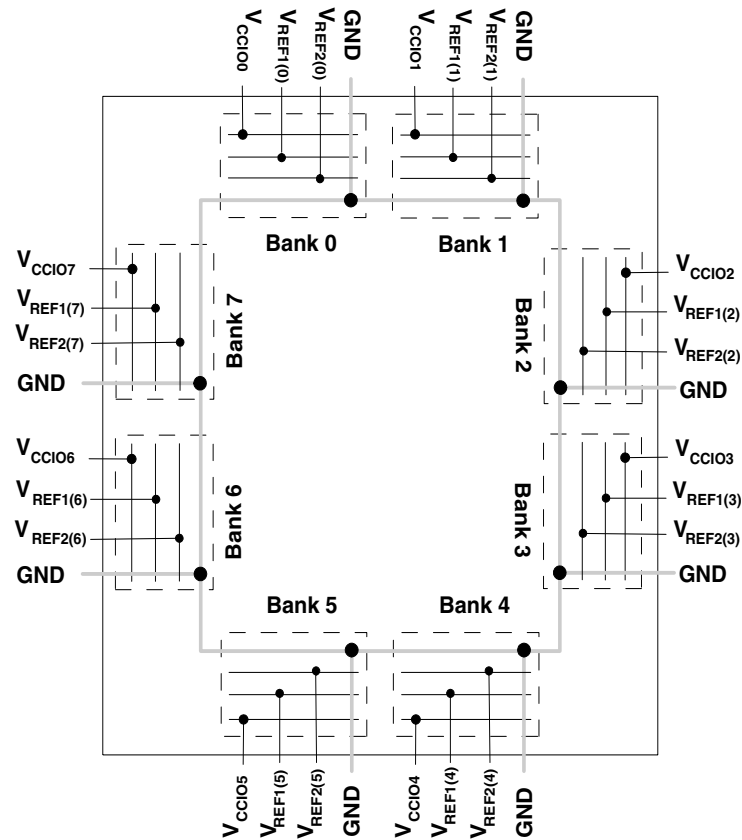 VCCIO0
VREF1(0)
VREF2(0)
GND
VCCIO1
VREF1(1)
VREF2(1)
GND
Bank 0
Bank 1
VCCIO7
VREF1(7)
VREF2(7)
GND
Bank 7
VCCIO2
VREF1(2)
VREF2(2)
GND
Bank 2
VCCIO6
VREF1(6)
VREF2(6)
GND
Bank 6
VCCIO3
VREF1(3)
VREF2(3)
GND
Bank 3
Bank 5
Bank 4
VCCIO5
VREF1(5)
VREF2(5)
GND
VCCIO4
VREF1(4)
VREF2(4)
GND